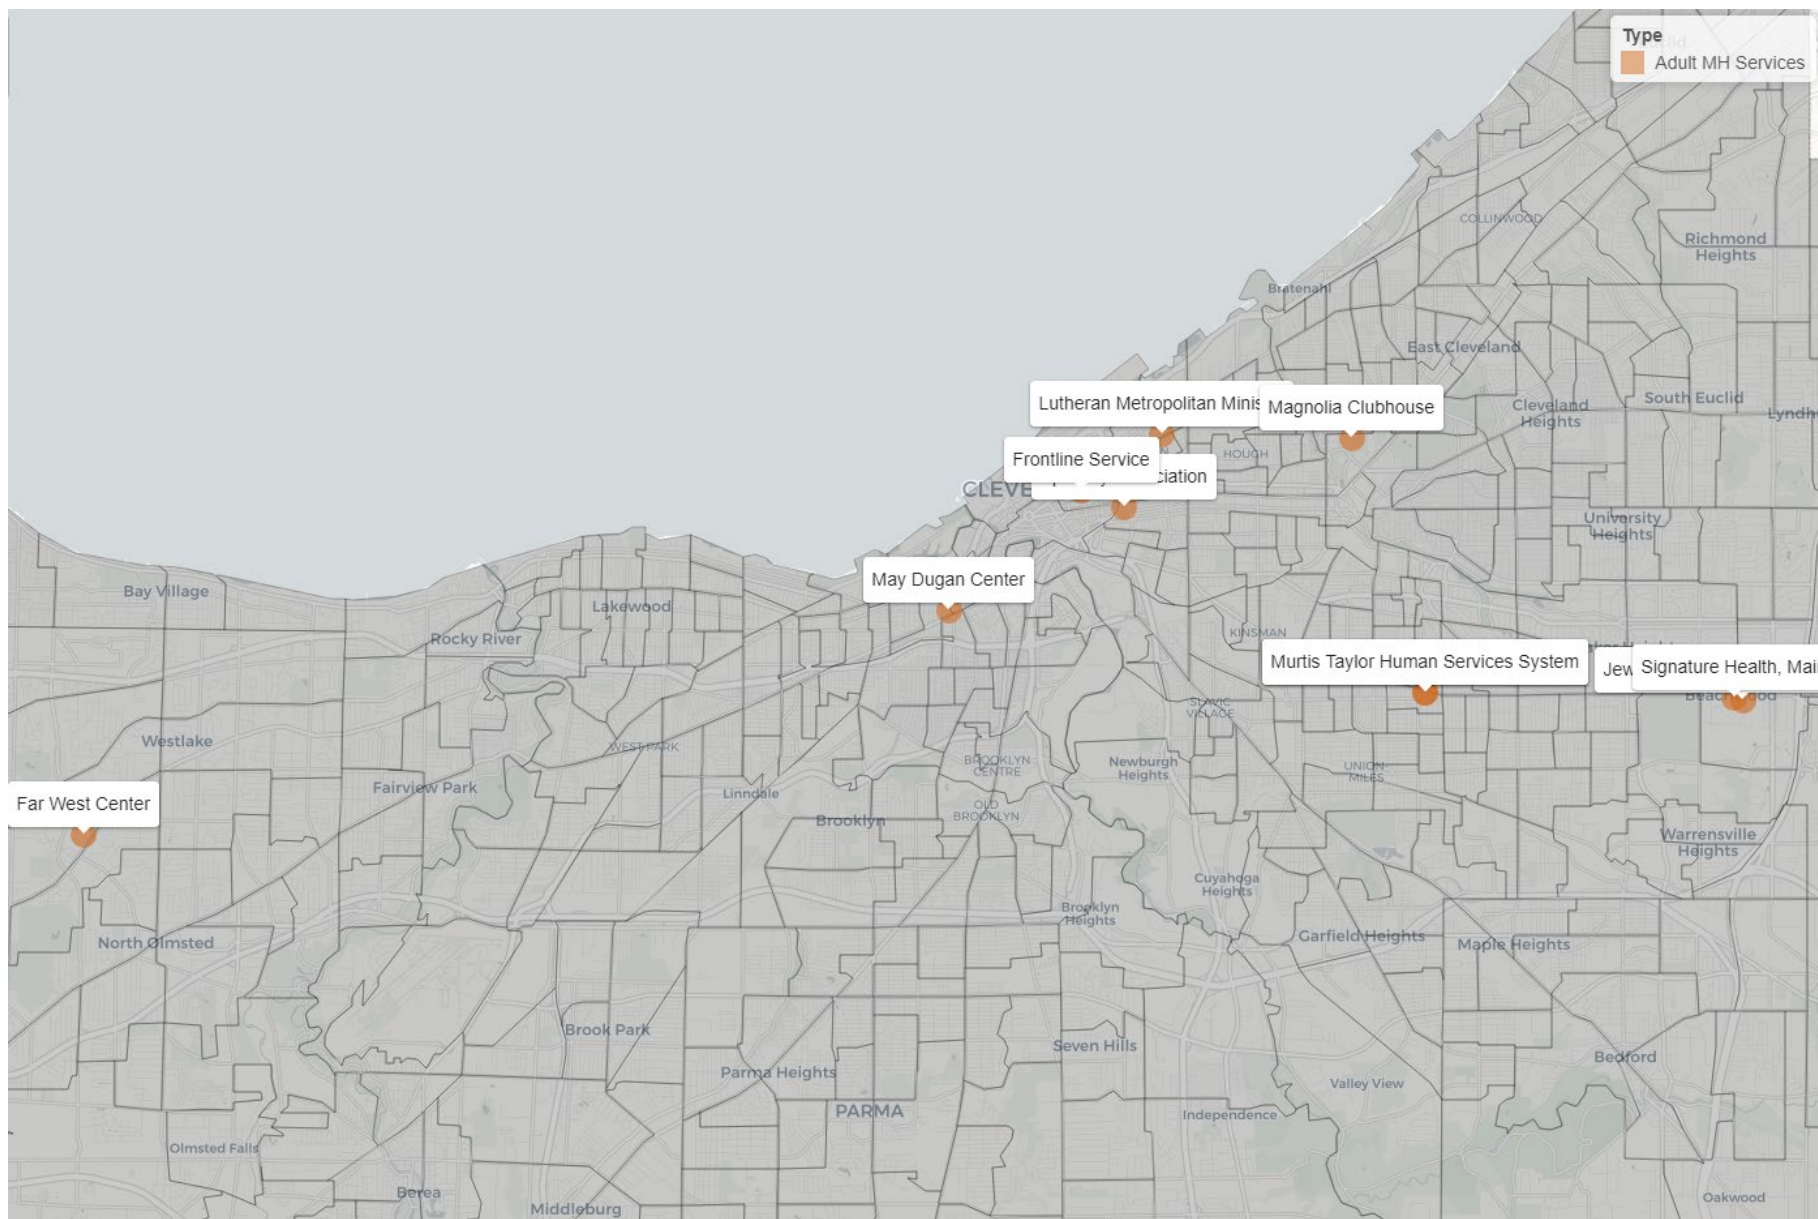 Type
Adult MH Services
COLLINWOOD
Richmond
Heights
Bratenahl
East Cleveland
South Euclid
Cleveland
Heights
Lutheran Metropolitan Minis
Magnolia Clubhouse
HOUGH
Frontline Service
CLEVE
ciation
University
Heights
May Dugan Center
Bay Village
Lakewood
Rocky River
KINSMAN
Murtis Taylor Human Services System
Jew
Signature Health, Mai
SLAVIC
VILLAGE
Westlake
WEST PARK
BROOKLYN
CENTRE
Newburgh
Heights
UNION-
MILES
Fairview Park
Linndale
Far West Center
OLD
BROOKLYN
Brooklyn
Warrensville
Heights
Cuyahoga
Heights
Brooklyn
Heights
North Olmsted
Garfield Heights
Maple Heights
Brook Park
Seven Hills
Bedford
Parma Heights
Valley View
PARMA
Independence
Olmsted Falls
Berea
Middleburg
Oakwood